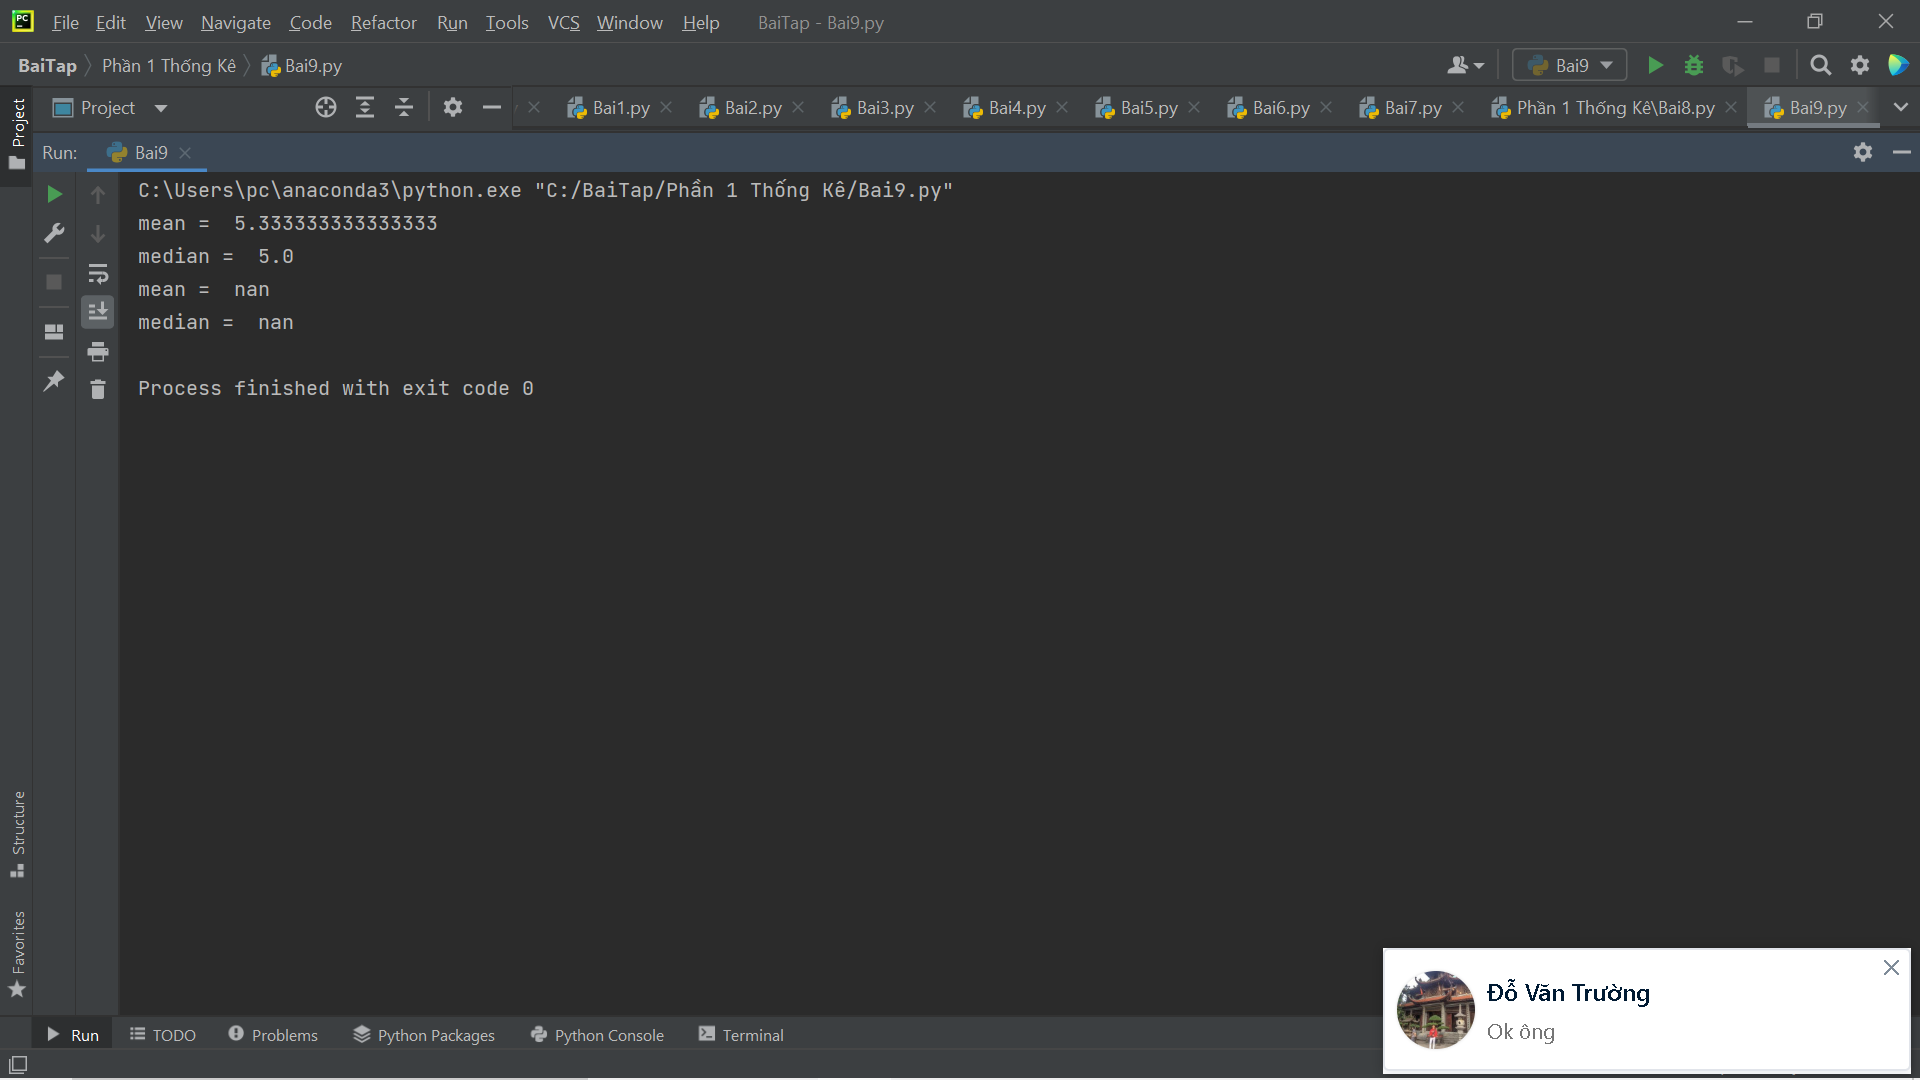 File Edit View Navigate Code Refactor Run Tools VCS Window Help BaiTap - Bai9.py
BaiTap Phần 1 Thống Kê Bai9.py Bai9
Project Bai1.py Bai2.py Bai3.py Bai4.py Bai5.py Bai6.py Bai7.py Phần 1 Thống Kê\Bai8.py Bai9.py
Project
Run: Bai9
C:\Users\pc\anaconda3\python.exe "C:/BaiTap/Phần 1 Thống Kê/Bai9.py"
mean =  5.333333333333333
median =  5.0
mean =  nan
median =  nan
Process finished with exit code 0
Structure
Favorites
Đỗ Văn Trường
Ok ông
Run TODO Problems Python Packages Python Console Terminal